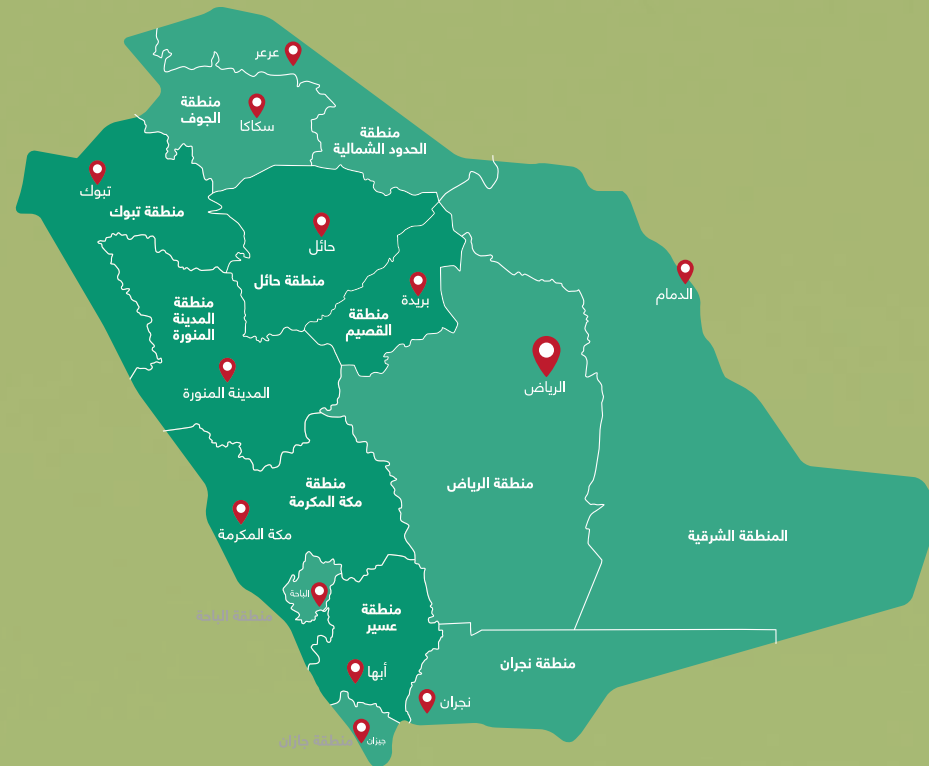 عرعر
منطقة
الجوف
سكاكا
منطقة
الحدود الشمالية
تبوك
منطقة تبوك
حائل
منطقة حائل
بريدة
منطقة
القصيم
الدمام
منطقة
المدينة
المنورة
المدينة المنورة
الرياض
منطقة الرياض
منطقة
مكة المكرمة
مكة المكرمة
المنطقة الشرقية
الباحة
منطقة الباحة
منطقة
عسير
أبها
منطقة نجران
نجران
جيزان
منطقة جازان